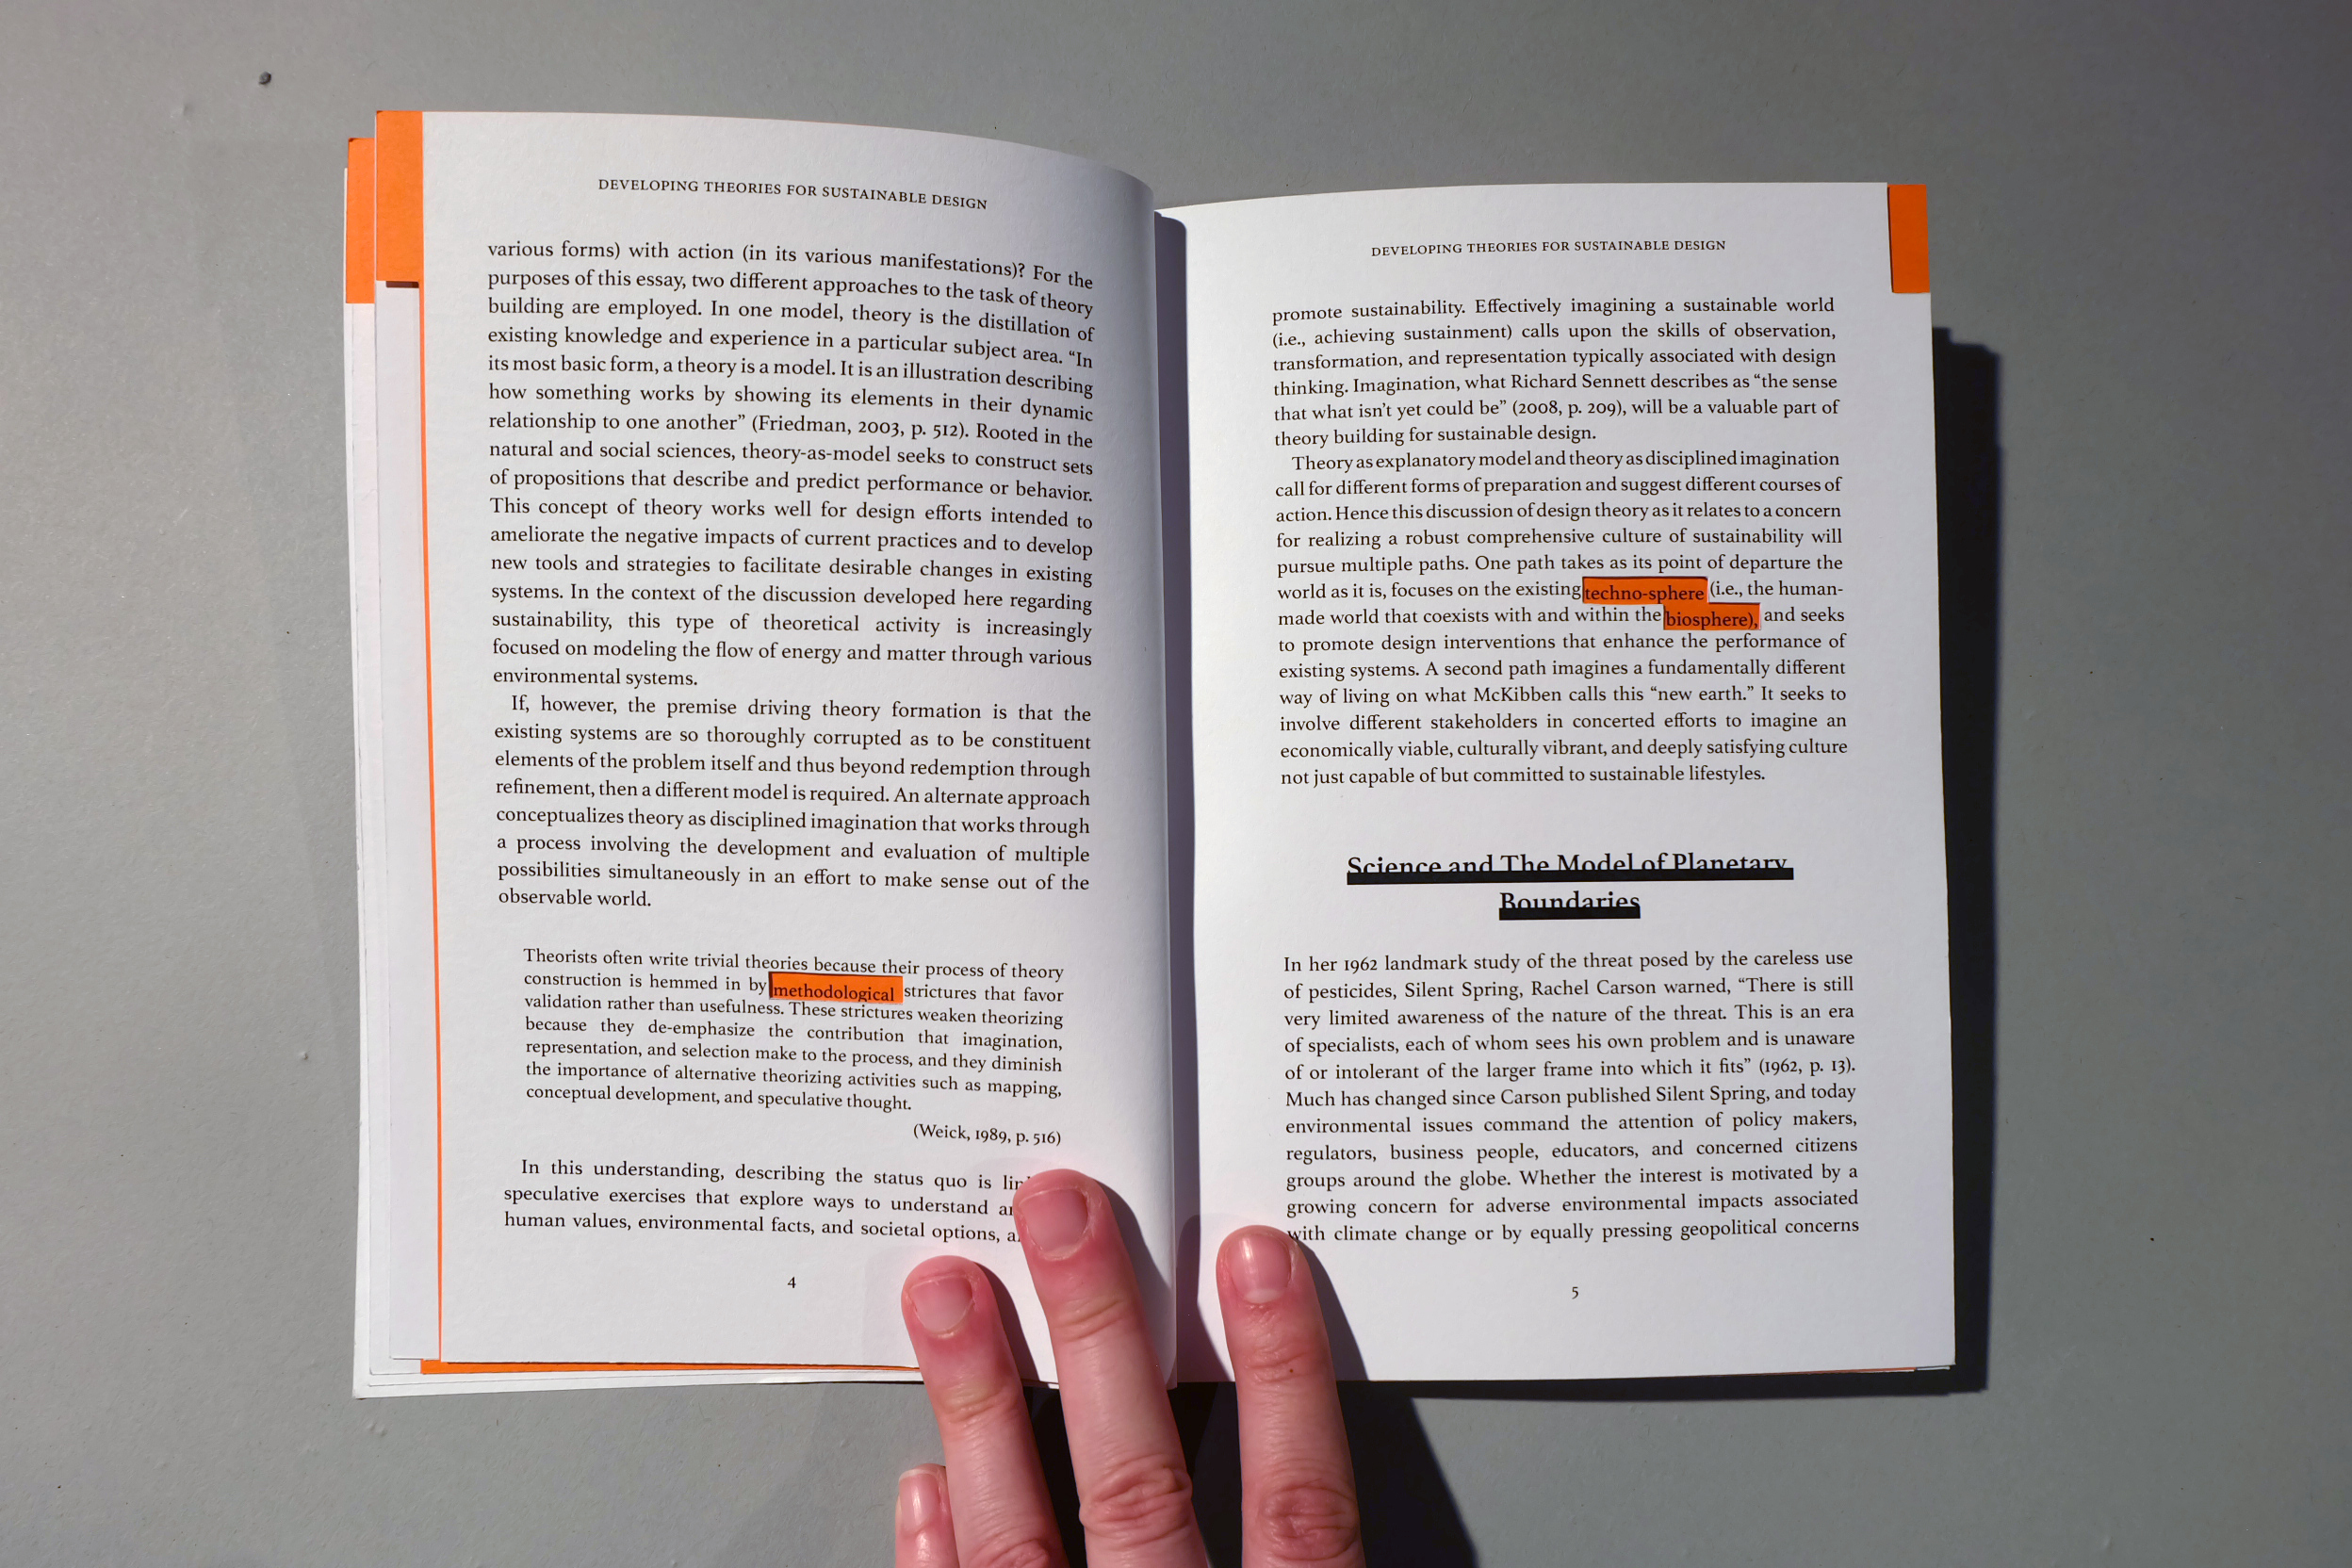 DEVELOPING THEORIES FOR SUSTAINABLE DESIGN
various forms) with action (in its various manifestations)? For the
purposes of this essay, two different approaches to the task of theory
building are employed. In one model, theory is the distillation of
existing knowledge and experience in a particular subject area. “In
its most basic form, a theory is a model. It is an illustration describing
how something works by showing its elements in their dynamic
relationship to one another” (Friedman, 2003, p. 512). Rooted in the
natural and social sciences, theory-as-model seeks to construct sets
of propositions that describe and predict performance or behavior.
This concept of theory works well for design efforts intended to
ameliorate the negative impacts of current practices and to develop
new tools and strategies to facilitate desirable changes in existing
systems. In the context of the discussion developed here regarding
sustainability, this type of theoretical activity is increasingly
focused on modeling the flow of energy and matter through various
environmental systems.
If, however, the premise driving theory formation is that the
existing systems are so thoroughly corrupted as to be constituent
elements of the problem itself and thus beyond redemption through
refinement, then a different model is required. An alternate approach
conceptualizes theory as disciplined imagination that works through
a process involving the development and evaluation of multiple
possibilities simultaneously in an effort to make sense out of the
observable world.
Theorists often write trivial theories because their process of theory
construction is hemmed in by methodological strictures that favor
validation rather than usefulness. These strictures weaken theorizing
because they de-emphasize the contribution that imagination,
representation, and selection make to the process, and they diminish
the importance of alternative theorizing activities such as mapping,
conceptual development, and speculative thought.
(Weick, 1989, p. 516)
In this understanding, describing the status quo is
speculative exercises that explore ways to understand
human values, environmental facts, and societal options,
4
DEVELOPING THEORIES FOR SUSTAINABLE DESIGN
promote sustainability. Effectively imagining a sustainable world
(i.e., achieving sustainment) calls upon the skills of observation,
transformation, and representation typically associated with design
thinking. Imagination, what Richard Sennett describes as “the sense
that what isn’t yet could be” (2008, p. 209), will be a valuable part of
theory building for sustainable design.
Theory as explanatory model and theory as disciplined imagination
call for different forms of preparation and suggest different courses of
action. Hence this discussion of design theory as it relates to a concern
for realizing a robust comprehensive culture of sustainability will
pursue multiple paths. One path takes as its point of departure the
world as it is, focuses on the existing techno-sphere (i.e., the human-
made world that coexists with and within the biosphere), and seeks
to promote design interventions that enhance the performance of
existing systems. A second path imagines a fundamentally different
way of living on what McKibben calls this “new earth.” It seeks to
involve different stakeholders in concerted efforts to imagine an
economically viable, culturally vibrant, and deeply satisfying culture
not just capable of but committed to sustainable lifestyles.
Science and The Model of Planetary
Boundaries
In her 1962 landmark study of the threat posed by the careless use
of pesticides, Silent Spring, Rachel Carson warned, “There is still
very limited awareness of the nature of the threat. This is an era
of specialists, each of whom sees his own problem and is unaware
of or intolerant of the larger frame into which it fits” (1962, p. 13).
Much has changed since Carson published Silent Spring, and today
environmental issues command the attention of policy makers,
regulators, business people, educators, and concerned citizens
groups around the globe. Whether the interest is motivated by a
growing concern for adverse environmental impacts associated
with climate change or by equally pressing geopolitical concerns
5